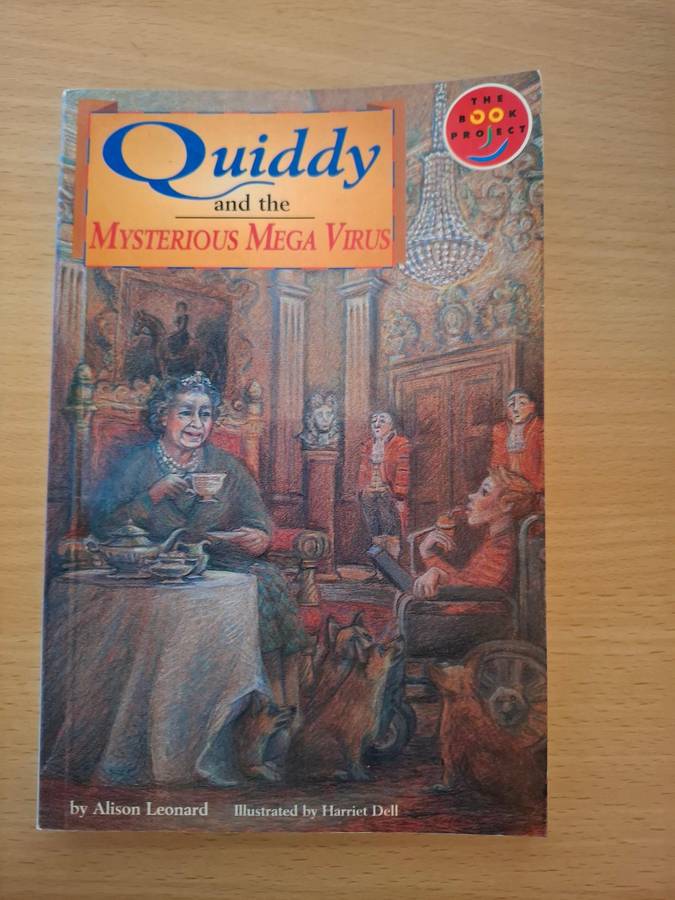 Quiddy
and the
MYSTERIOUS MEGA VIRUS
THE
BOOK
PROJECT
by Alison Leonard Illustrated by Harriet Dell